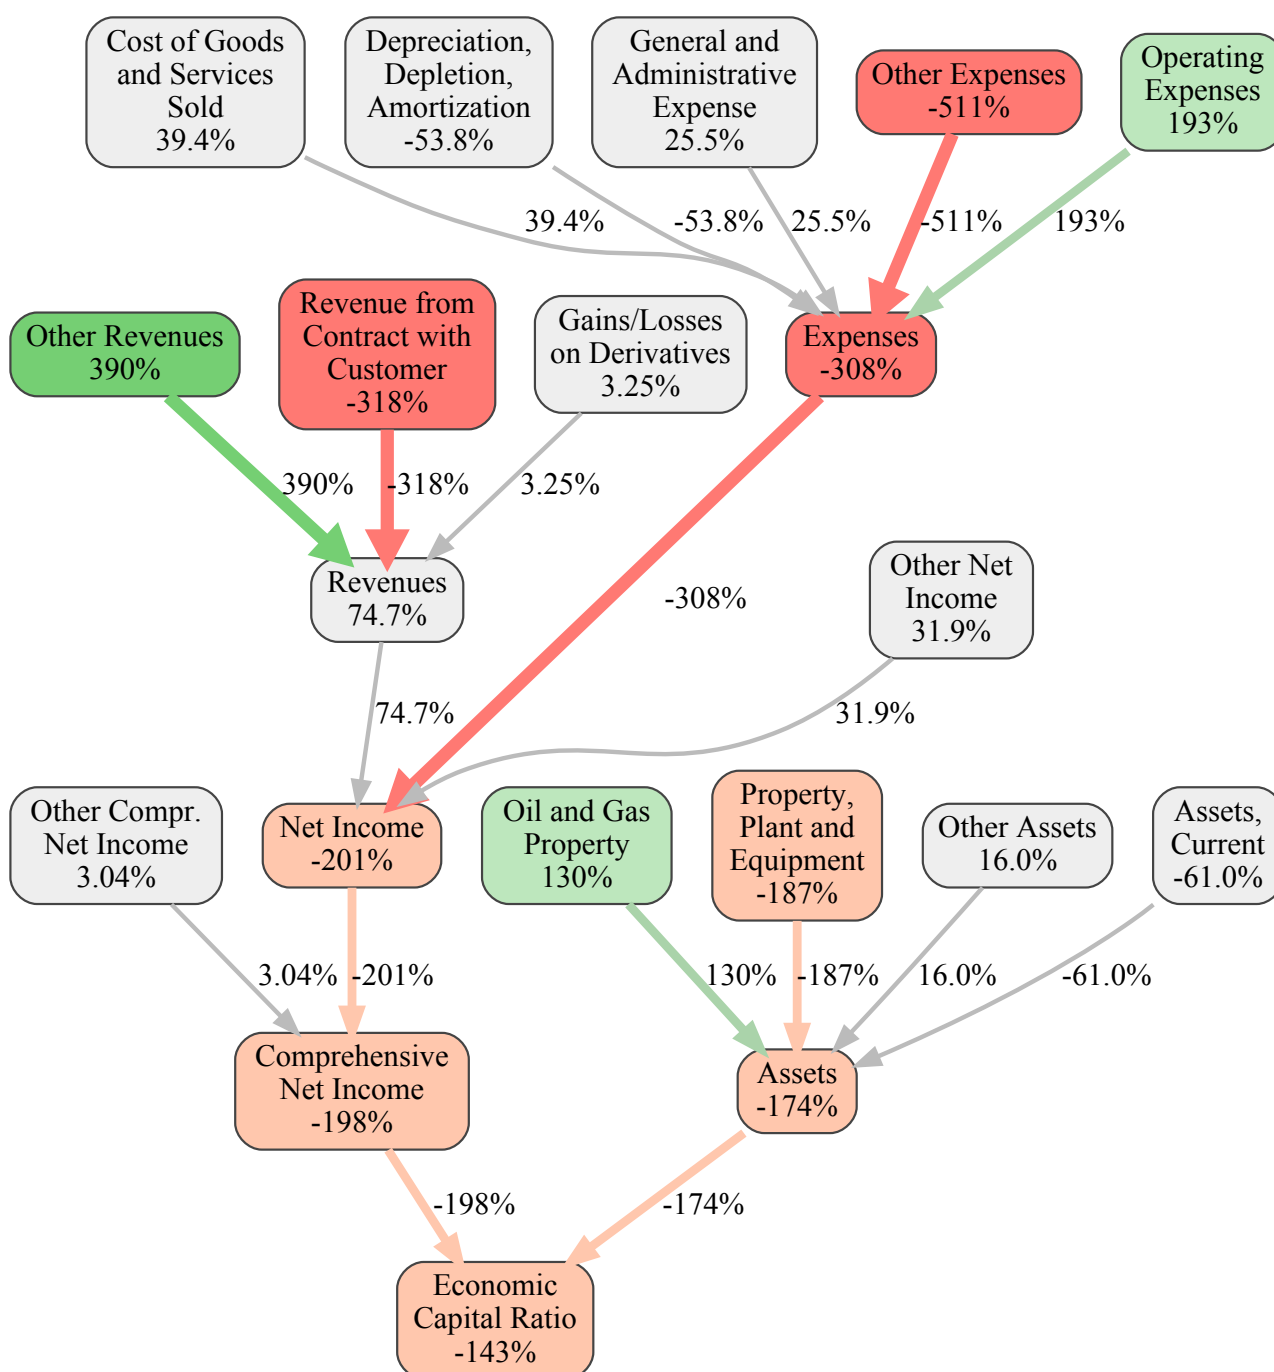 Cost of Goods
and Services
Sold
39.4%
Depreciation,
Depletion,
Amortization
-53.8%
General and
Administrative
Expense
25.5%
Other Expenses
-511%
Operating
Expenses
193%
39.4%
-53.8%
25.5%
-511%
193%
Other Revenues
390%
Revenue from
Contract with
Customer
-318%
Gains/Losses
on Derivatives
3.25%
Expenses
-308%
390%
-318%
3.25%
Revenues
74.7%
-308%
Other Net
Income
31.9%
74.7%
31.9%
Other Compr.
Net Income
3.04%
Net Income
-201%
Oil and Gas
Property
130%
Property,
Plant and
Equipment
-187%
Other Assets
16.0%
Assets,
Current
-61.0%
3.04%
-201%
130%
-187%
16.0%
-61.0%
Comprehensive
Net Income
-198%
Assets
-174%
-198%
-174%
Economic
Capital Ratio
-143%